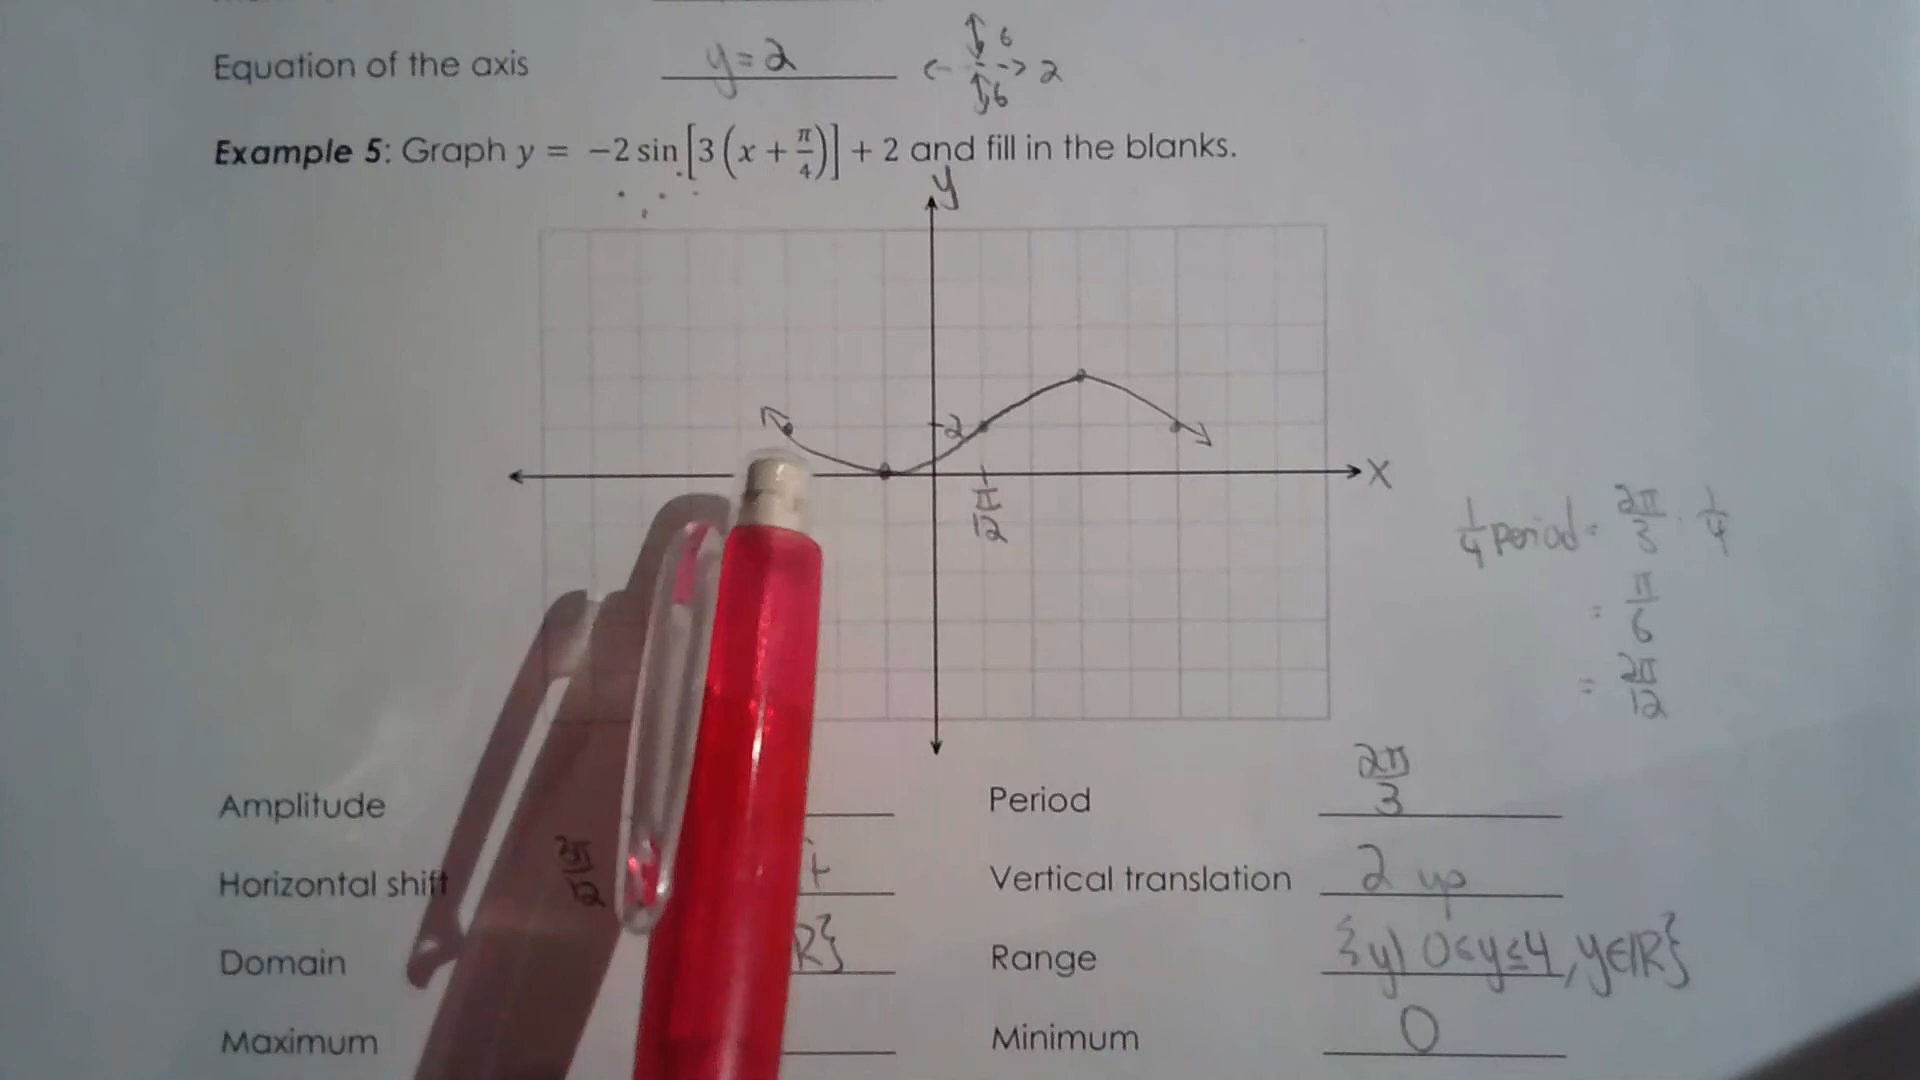 Equation of the axis y=2 6 2 6
Example 5: Graph y = −2 sin [3 (x + π/4)] + 2 and fill in the blanks.
y
2
x
π/12
1/4 period = 2π/3 · 1/4
= π/6
= 2π/12
Amplitude Period 2π/3
Horizontal shift 3π/12 Vertical translation 2 up
Domain R} Range {y| 0≤y≤4, y∈R}
Maximum Minimum 0